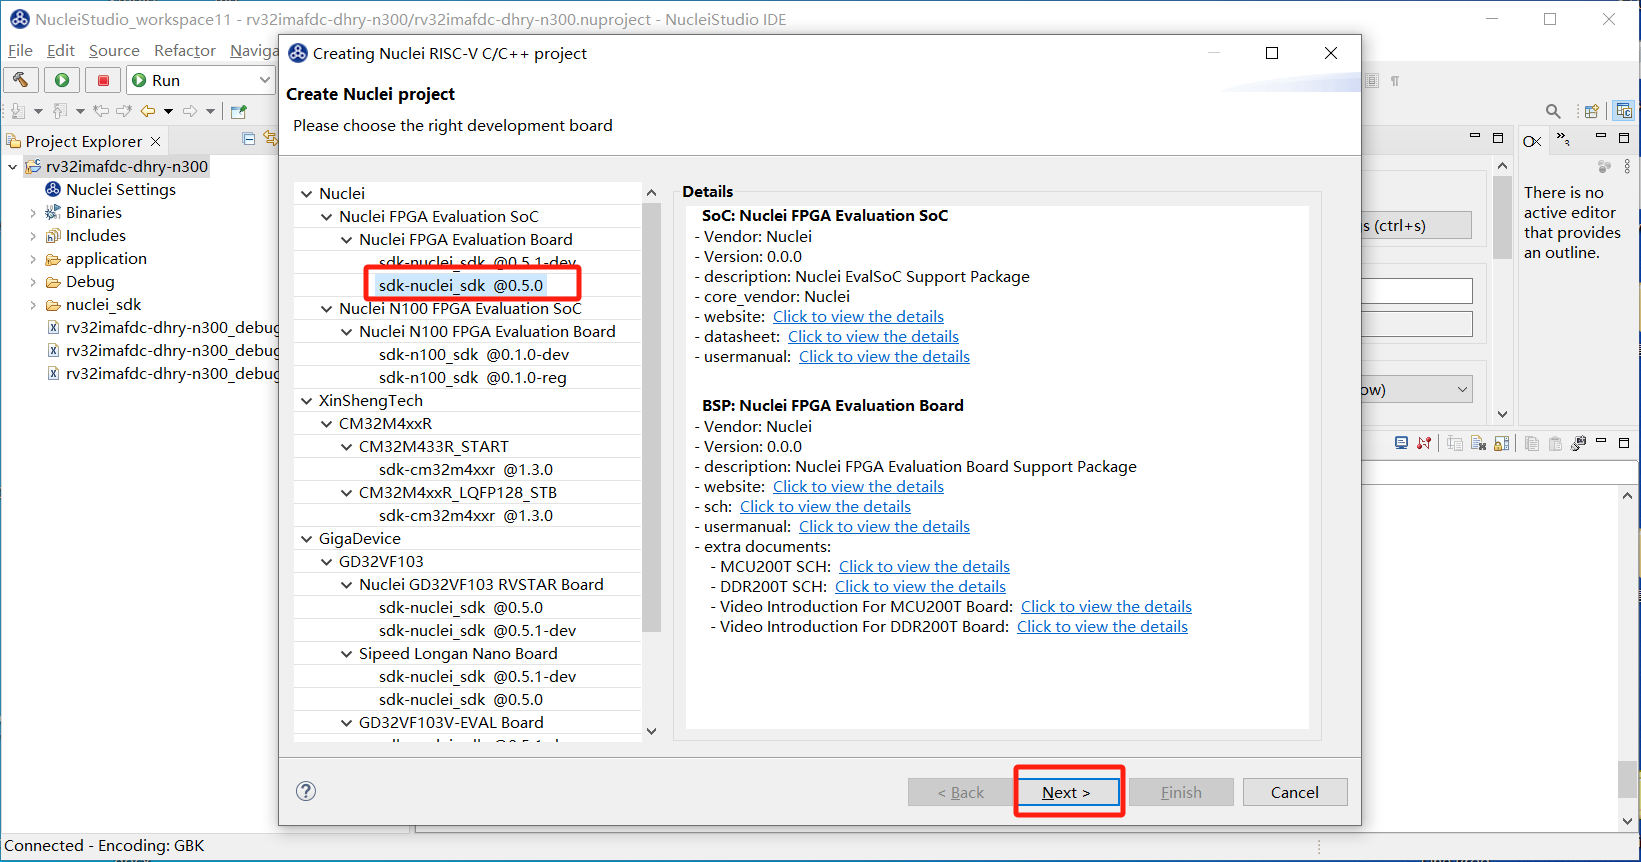 NucleiStudio_workspace11 - rv32imafdc-dhry-n300/rv32imafdc-dhry-n300.nuproject - NucleiStudio IDE
File Edit Source Refactor Naviga
Run
Project Explorer
rv32imafdc-dhry-n300
Nuclei Settings
Binaries
Includes
application
Debug
nuclei_sdk
rv32imafdc-dhry-n300_debug
rv32imafdc-dhry-n300_debug
rv32imafdc-dhry-n300_debug
Creating Nuclei RISC-V C/C++ project
Create Nuclei project
Please choose the right development board
Nuclei
Nuclei FPGA Evaluation SoC
Nuclei FPGA Evaluation Board
sdk-nuclei_sdk @0.5.1-dev
sdk-nuclei_sdk @0.5.0
Nuclei N100 FPGA Evaluation SoC
Nuclei N100 FPGA Evaluation Board
sdk-n100_sdk @0.1.0-dev
sdk-n100_sdk @0.1.0-reg
XinShengTech
CM32M4xxR
CM32M433R_START
sdk-cm32m4xxr @1.3.0
CM32M4xxR_LQFP128_STB
sdk-cm32m4xxr @1.3.0
GigaDevice
GD32VF103
Nuclei GD32VF103 RVSTAR Board
sdk-nuclei_sdk @0.5.0
sdk-nuclei_sdk @0.5.1-dev
Sipeed Longan Nano Board
sdk-nuclei_sdk @0.5.1-dev
sdk-nuclei_sdk @0.5.0
GD32VF103V-EVAL Board
Details
SoC: Nuclei FPGA Evaluation SoC
- Vendor: Nuclei
- Version: 0.0.0
- description: Nuclei EvalSoC Support Package
- core_vendor: Nuclei
- website: Click to view the details
- datasheet: Click to view the details
- usermanual: Click to view the details
BSP: Nuclei FPGA Evaluation Board
- Vendor: Nuclei
- Version: 0.0.0
- description: Nuclei FPGA Evaluation Board Support Package
- website: Click to view the details
- sch: Click to view the details
- usermanual: Click to view the details
- extra documents:
- MCU200T SCH: Click to view the details
- DDR200T SCH: Click to view the details
- Video Introduction For MCU200T Board: Click to view the details
- Video Introduction For DDR200T Board: Click to view the details
< Back Next > Finish Cancel
s (ctrl+s)
ow)
There is no
active editor
that provides
an outline.
Connected - Encoding: GBK